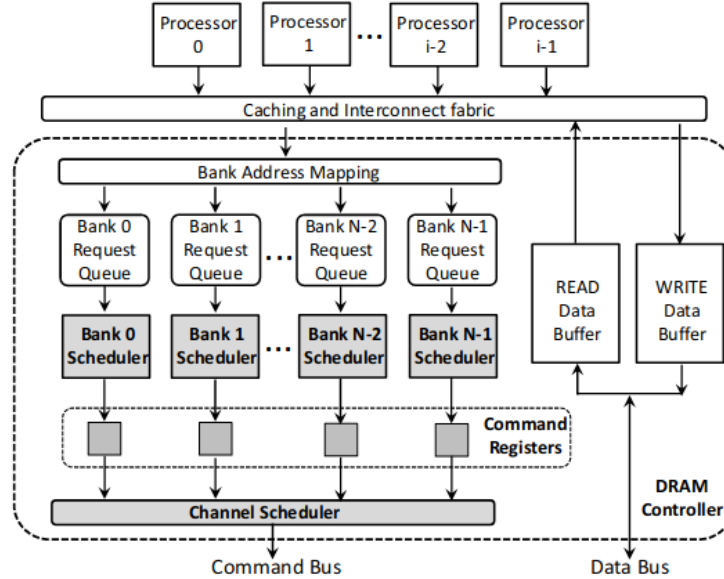 Processor
0
Processor
1
...
Processor
i-2
Processor
i-1
Caching and Interconnect fabric
Bank Address Mapping
Bank 0
Request
Queue
Bank 1
Request
Queue
...
Bank N-2
Request
Queue
Bank N-1
Request
Queue
READ
Data
Buffer
WRITE
Data
Buffer
Bank 0
Scheduler
Bank 1
Scheduler
...
Bank N-2
Scheduler
Bank N-1
Scheduler
Command
Registers
Channel Scheduler
DRAM
Controller
Command Bus
Data Bus